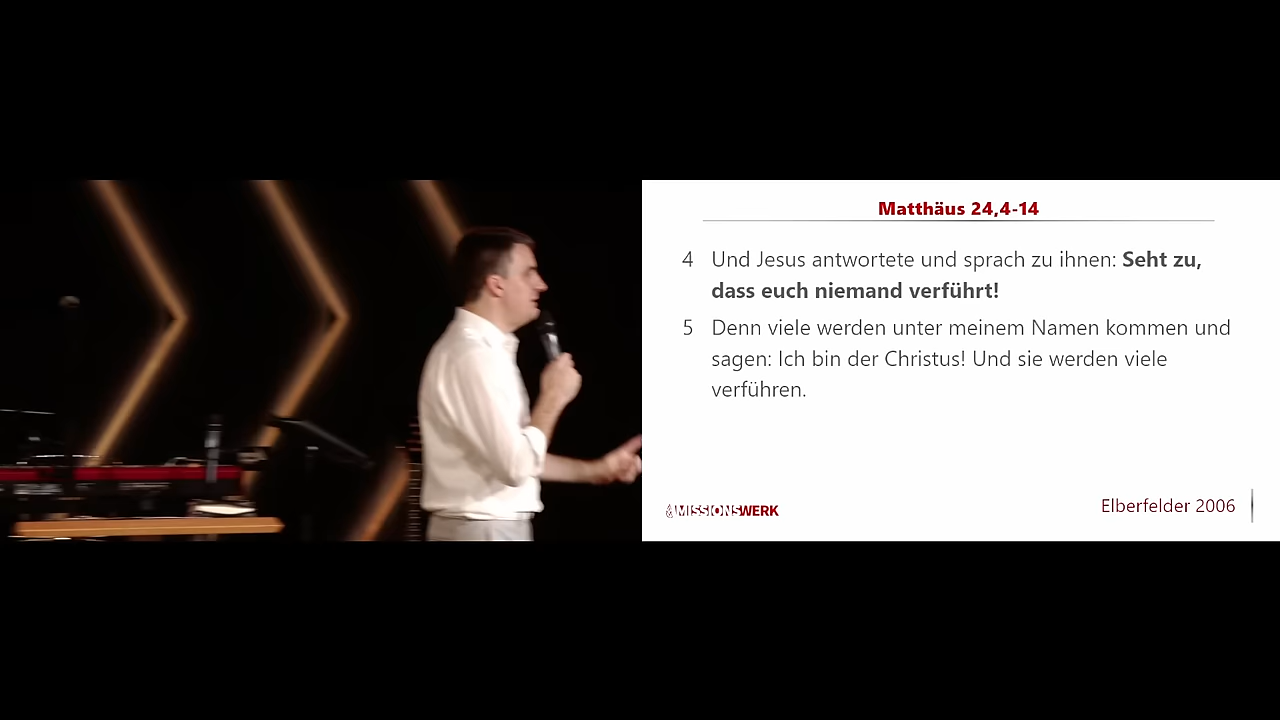 Matthäus 24,4-14
4 Und Jesus antwortete und sprach zu ihnen: Seht zu,
dass euch niemand verführt!
5 Denn viele werden unter meinem Namen kommen und
sagen: Ich bin der Christus! Und sie werden viele
verführen.
MISSIONSWERK
Elberfelder 2006